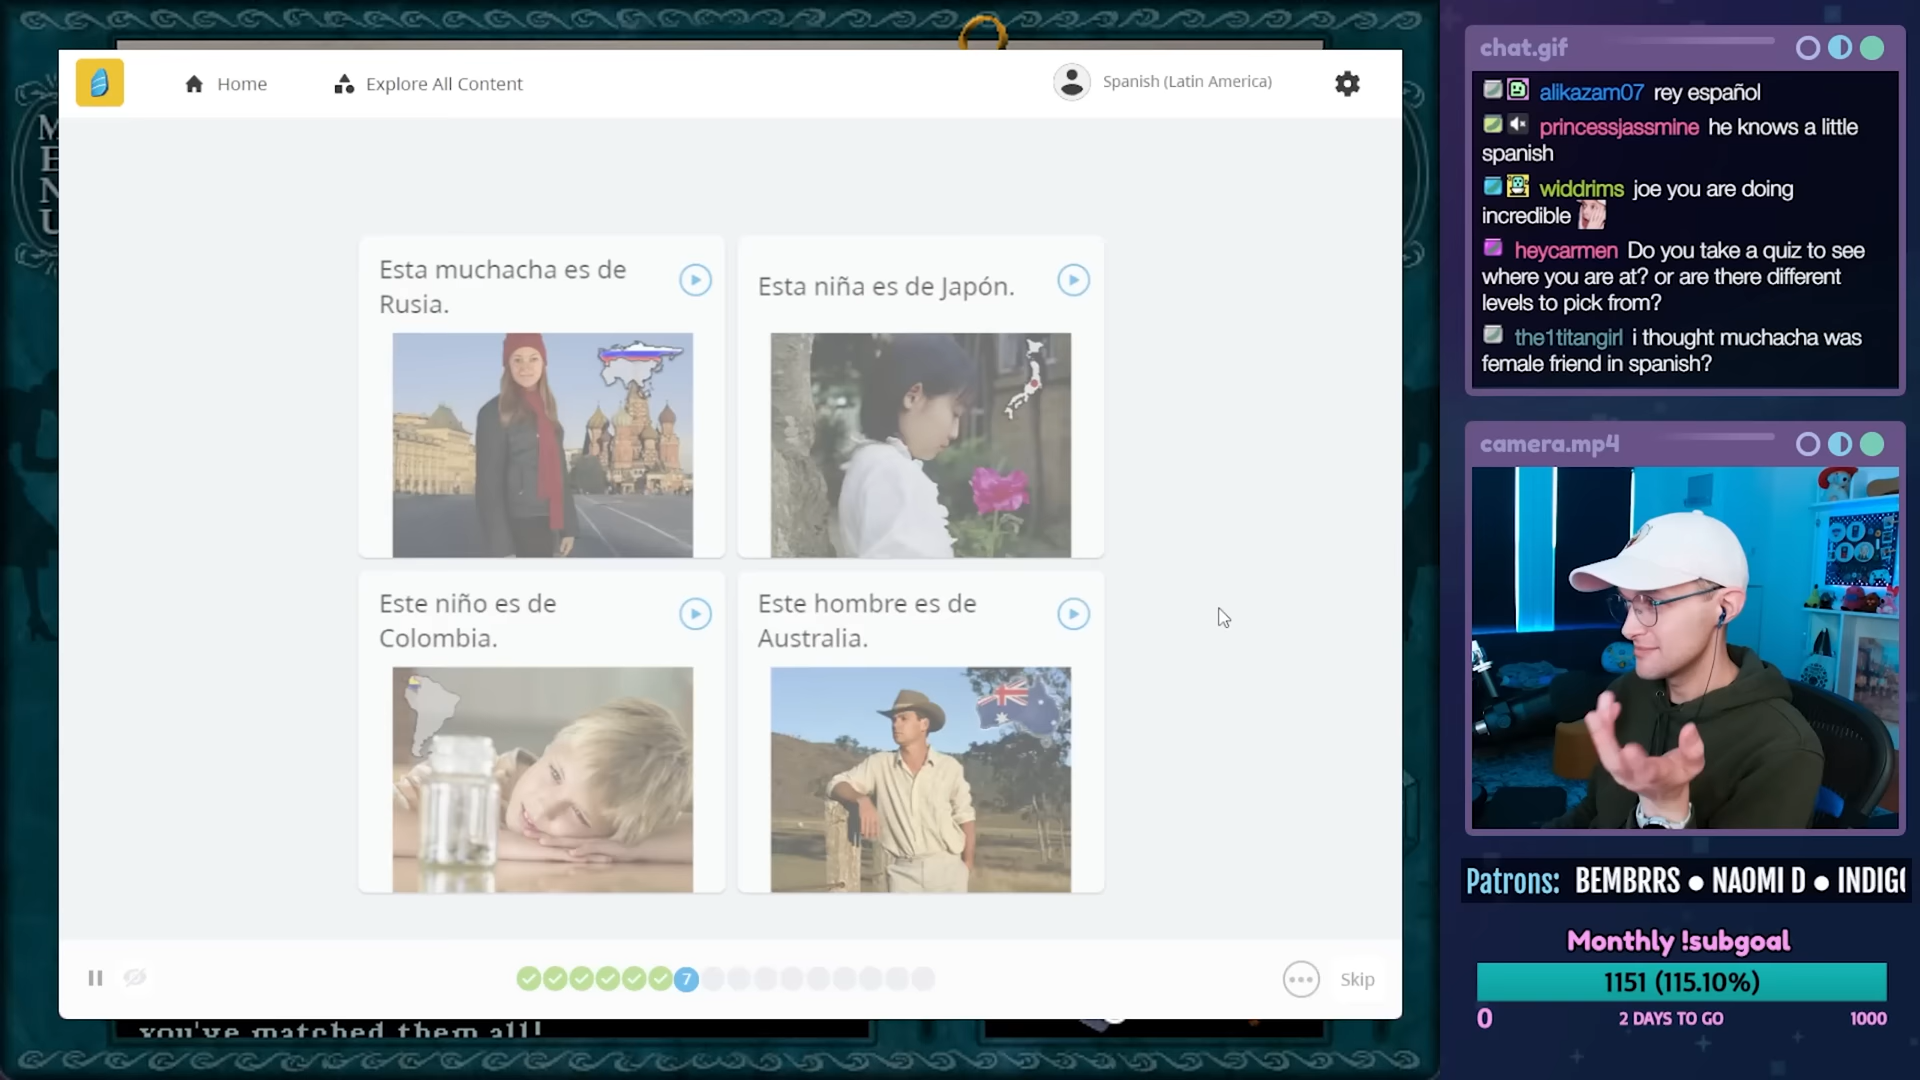 Home
Explore All Content
Spanish (Latin America)
Esta muchacha es de
Rusia.
Esta niña es de Japón.
Este niño es de
Colombia.
Este hombre es de
Australia.
7
Skip
you've matched them all!
MENU
chat.gif
alikazam07 rey español
princessjassmine he knows a little
spanish
widdrims joe you are doing
incredible
heycarmen Do you take a quiz to see
where you are at? or are there different
levels to pick from?
the1titangirl i thought muchacha was
female friend in spanish?
camera.mp4
Patrons: BEMBRRS ● NAOMI D ●
Monthly !subgoal
1151 (115.10%)
0 2 DAYS TO GO 1000